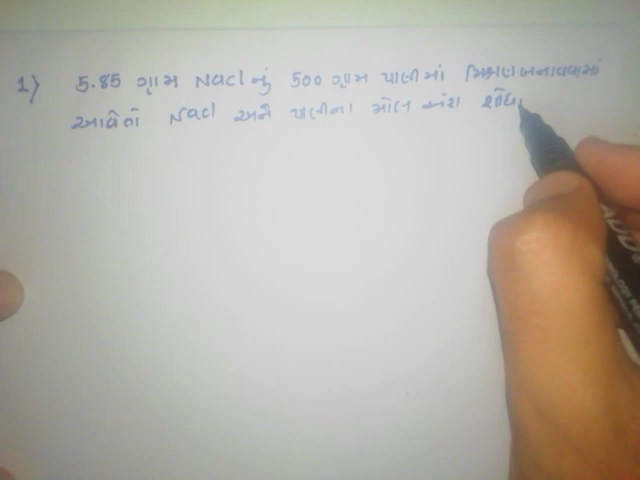 1) 5.85 ગ્રામ Nacl નું 500 ગ્રામ પાણીમાં મિશ્રણ બનાવવામાં
આવેતો Nacl અને પાણીના મોલ અંશ શોધો